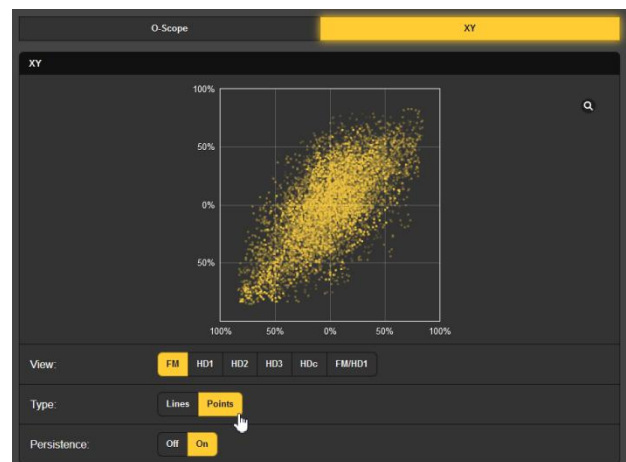 O-Scope XY
XY
100%
50%
0%
50%
100% 50% 0% 50% 100%
View: FM HD1 HD2 HD3 HDc FM/HD1
Type: Lines Points
Persistence: Off On